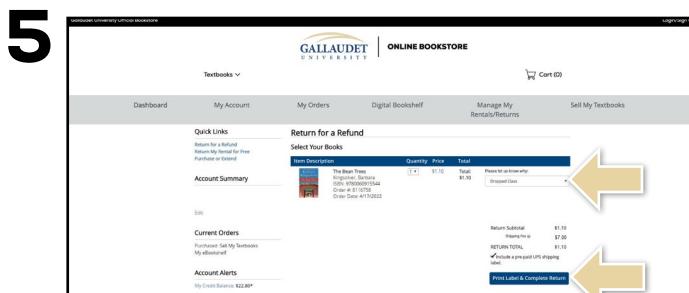 5
Gallaudet University Official Bookstore
Login/Sign
GALLAUDET
UNIVERSITY
ONLINE BOOKSTORE
Textbooks
Cart (0)
Dashboard
My Account
My Orders
Digital Bookshelf
Manage My
Rentals/Returns
Sell My Textbooks
Quick Links
Return for a Refund
Return My Rental for Free
Purchase or Extend
Account Summary
Edit
Current Orders
Purchased: Sell My Textbooks
My eBookshelf
Account Alerts
My Credit Balance: $22.80*
Return for a Refund
Select Your Books
Item Description Quantity Price Total
The Bean Trees
Kingsolver, Barbara
ISBN: 9780060915544
Order #: 8116758
Order Date: 4/17/2022
1
$1.10
Total:
$1.10
Please let us know why:
Dropped Class
Return Subtotal $1.10
$7.00
RETURN TOTAL $1.10
Include a pre-paid UPS shipping
label.
Print Label & Complete Return